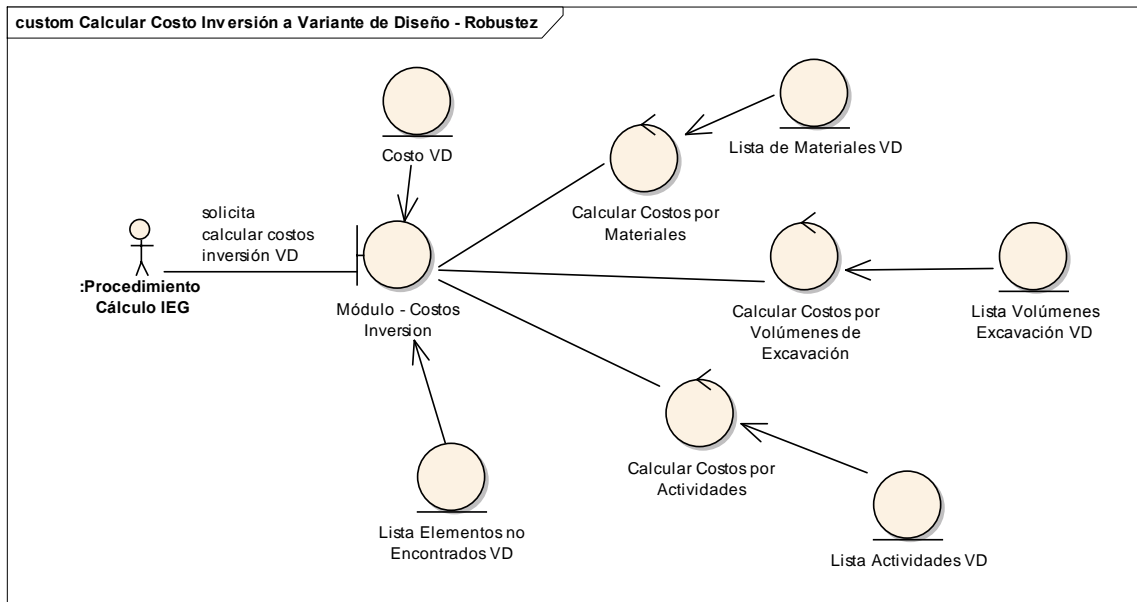 custom Calcular Costo Inversión a Variante de Diseño - Robustez
Costo VD
Lista de Materiales VD
Calcular Costos por
Materiales
solicita
calcular costos
inversión VD
:Procedimiento
Cálculo IEG
Módulo - Costos
Inversion
Calcular Costos por
Volúmenes de
Excavación
Lista Volúmenes
Excavación VD
Calcular Costos por
Actividades
Lista Elementos no
Encontrados VD
Lista Actividades VD